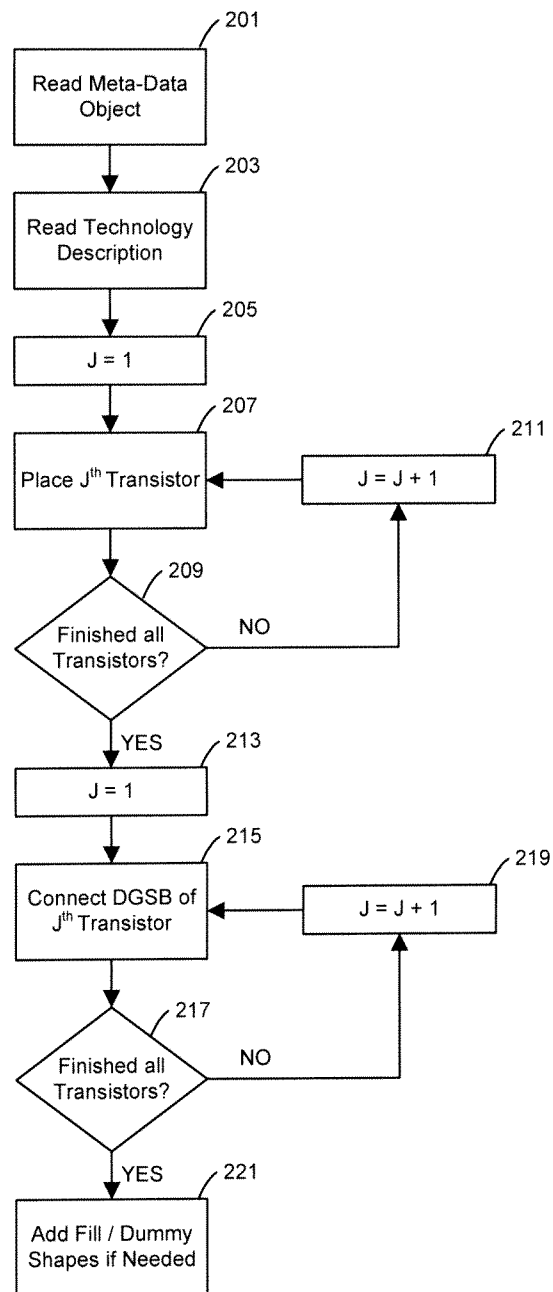 201
Read Meta-Data
Object
203
Read Technology
Description
205
J = 1
207
Place Jth Transistor
211
J = J + 1
209
Finished all
Transistors?
NO
YES
213
J = 1
215
Connect DGSB of
Jth Transistor
219
J = J + 1
217
Finished all
Transistors?
NO
YES
221
Add Fill / Dummy
Shapes if Needed